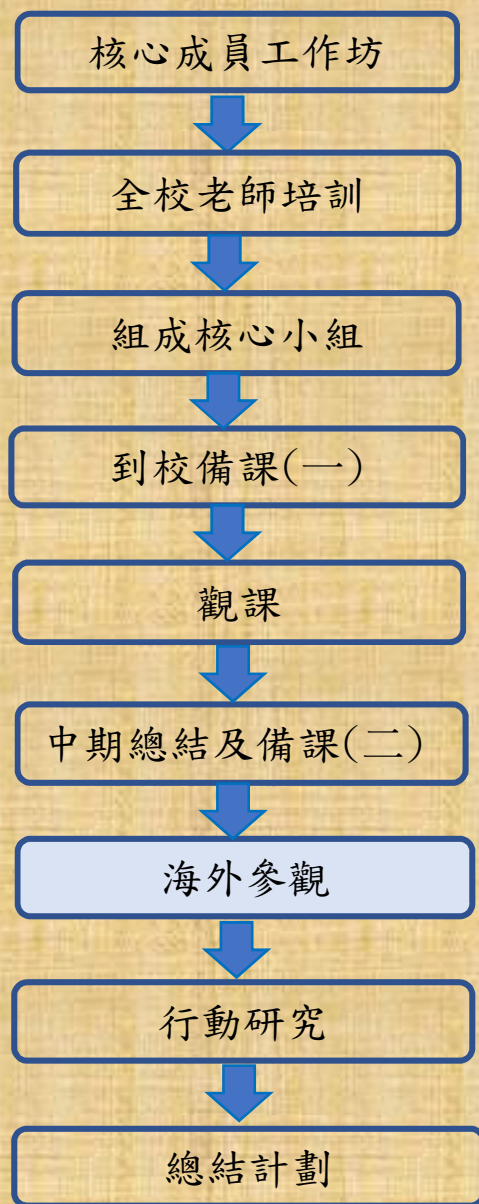 核心成員工作坊
全校老師培訓
組成核心小組
到校備課(一)
觀課
中期總結及備課(二)
海外參觀
行動研究
總結計劃